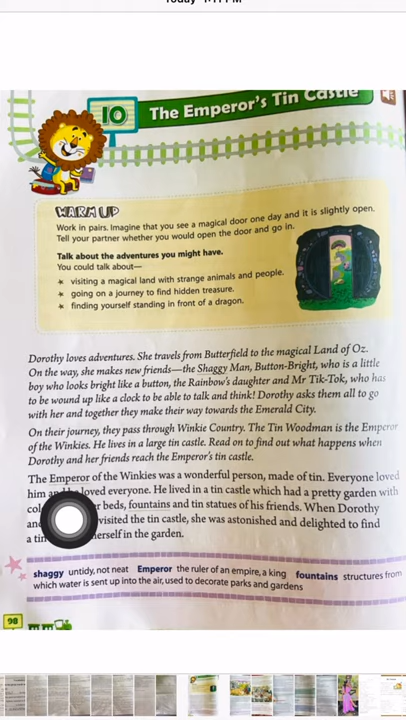 10 The Emperor's Tin Castle
WARM UP
Work in pairs. Imagine that you see a magical door one day and it is slightly open.
Tell your partner whether you would open the door and go in.
Talk about the adventures you might have.
You could talk about—
★ visiting a magical land with strange animals and people.
★ going on a journey to find hidden treasure.
★ finding yourself standing in front of a dragon.
Dorothy loves adventures. She travels from Butterfield to the magical Land of Oz.
On the way, she makes new friends—the Shaggy Man, Button-Bright, who is a little
boy who looks bright like a button, the Rainbow's daughter and Mr Tik-Tok, who has
to be wound up like a clock to be able to talk and think! Dorothy asks them all to go
with her and together they make their way towards the Emerald City.
On their journey, they pass through Winkie Country. The Tin Woodman is the Emperor
of the Winkies. He lives in a large tin castle. Read on to find out what happens when
Dorothy and her friends reach the Emperor's tin castle.
The Emperor of the Winkies was a wonderful person, made of tin. Everyone loved
him loved everyone. He lived in a tin castle which had a pretty garden with
beds, fountains and tin statues of his friends. When Dorothy
visited the tin castle, she was astonished and delighted to find
a herself in the garden.
shaggy untidy, not neat Emperor the ruler of an empire, a king fountains structures from
which water is sent up into the air, used to decorate parks and gardens
98